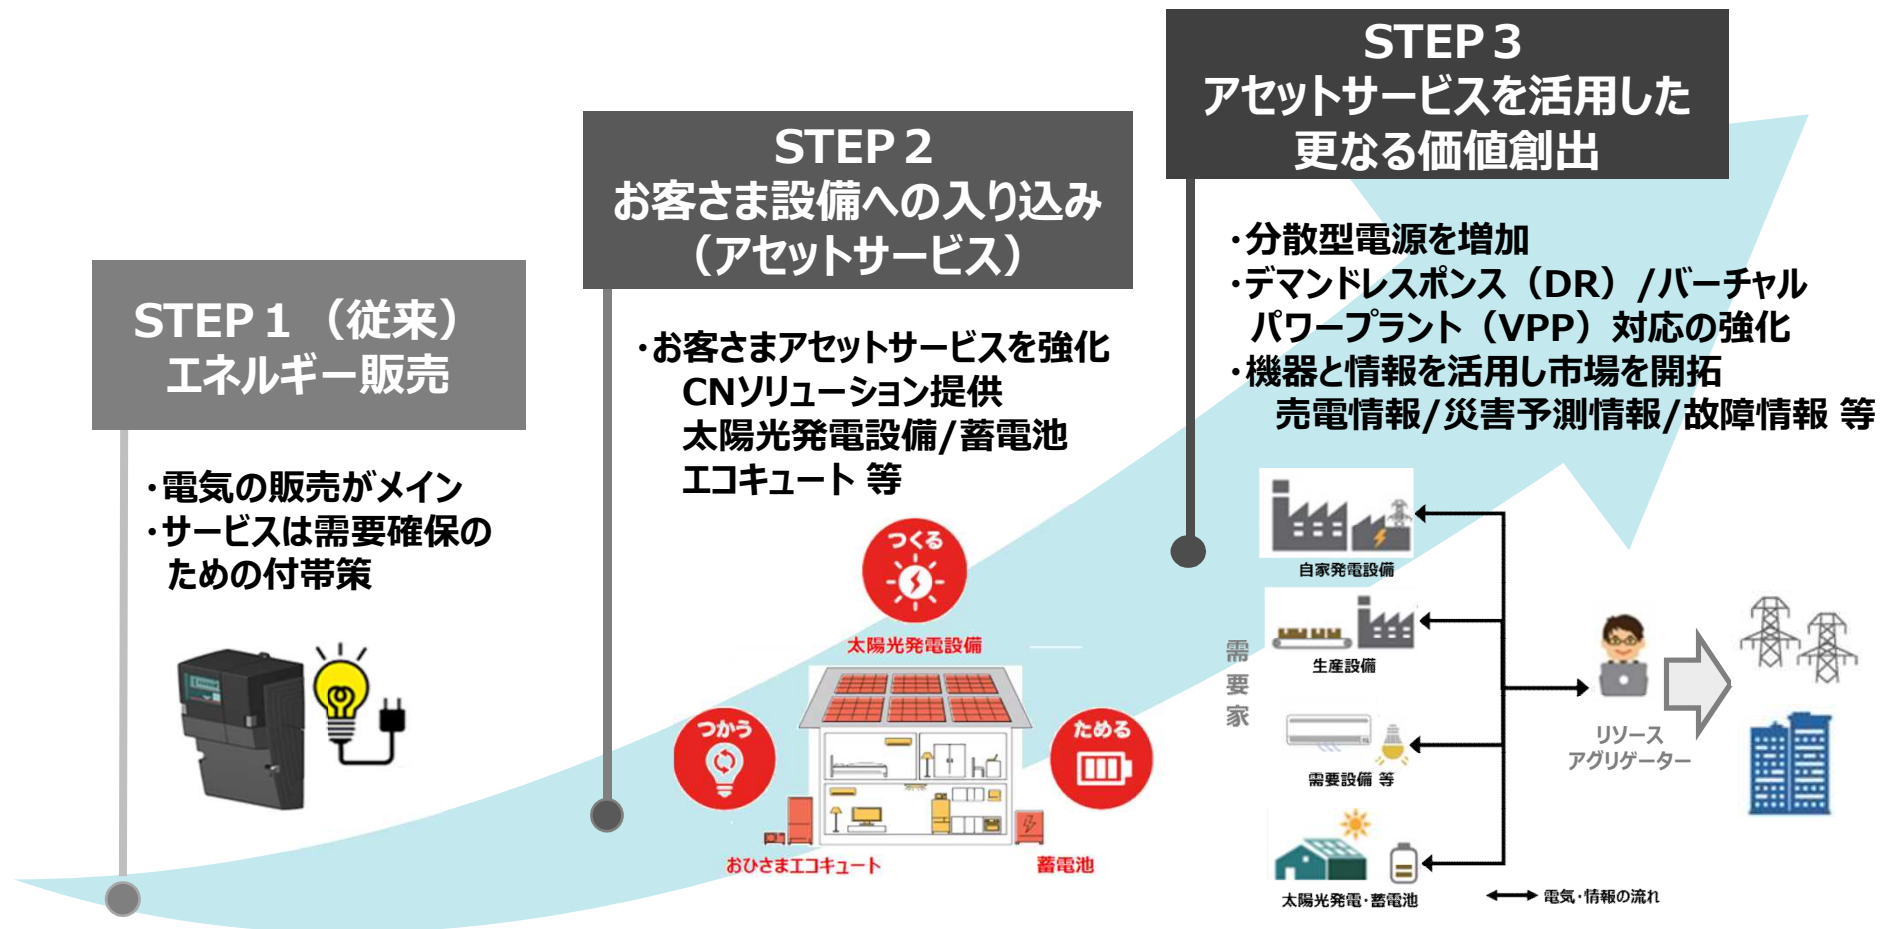 STEP１（従来）
エネルギー販売
・電気の販売がメイン
・サービスは需要確保の
ための付帯策
STEP２
お客さま設備への入り込み
（アセットサービス）
・お客さまアセットサービスを強化
CNソリューション提供
太陽光発電設備/蓄電池
エコキュート 等
つくる
太陽光発電設備
つかう
ためる
おひさまエコキュート
蓄電池
STEP３
アセットサービスを活用した
更なる価値創出
・分散型電源を増加
・デマンドレスポンス（DR）/バーチャル
パワープラント（VPP）対応の強化
・機器と情報を活用し市場を開拓
売電情報/災害予測情報/故障情報 等
需要家
自家発電設備
生産設備
需要設備 等
太陽光発電・蓄電池
リソース
アグリゲーター
電気・情報の流れ